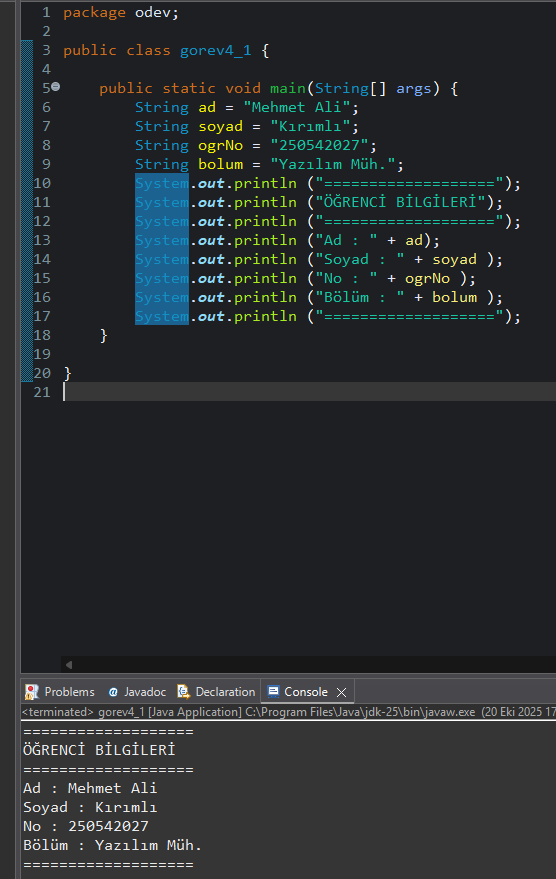 1 package odev;
2
3 public class gorev4_1 {
4
5 public static void main(String[] args) {
6 String ad = "Mehmet Ali";
7 String soyad = "Kırımlı";
8 String ogrNo = "250542027";
9 String bolum = "Yazılım Müh.";
10 System.out.println ("===================");
11 System.out.println ("ÖĞRENCİ BİLGİLERİ");
12 System.out.println ("===================");
13 System.out.println ("Ad : " + ad);
14 System.out.println ("Soyad : " + soyad );
15 System.out.println ("No : " + ogrNo );
16 System.out.println ("Bölüm : " + bolum );
17 System.out.println ("===================");
18 }
19
20 }
21
Problems @ Javadoc Declaration Console
<terminated> gorev4_1 [Java Application] C:\Program Files\Java\jdk-25\bin\javaw.exe (20 Eki 2025 17
===================
ÖĞRENCİ BİLGİLERİ
===================
Ad : Mehmet Ali
Soyad : Kırımlı
No : 250542027
Bölüm : Yazılım Müh.
===================